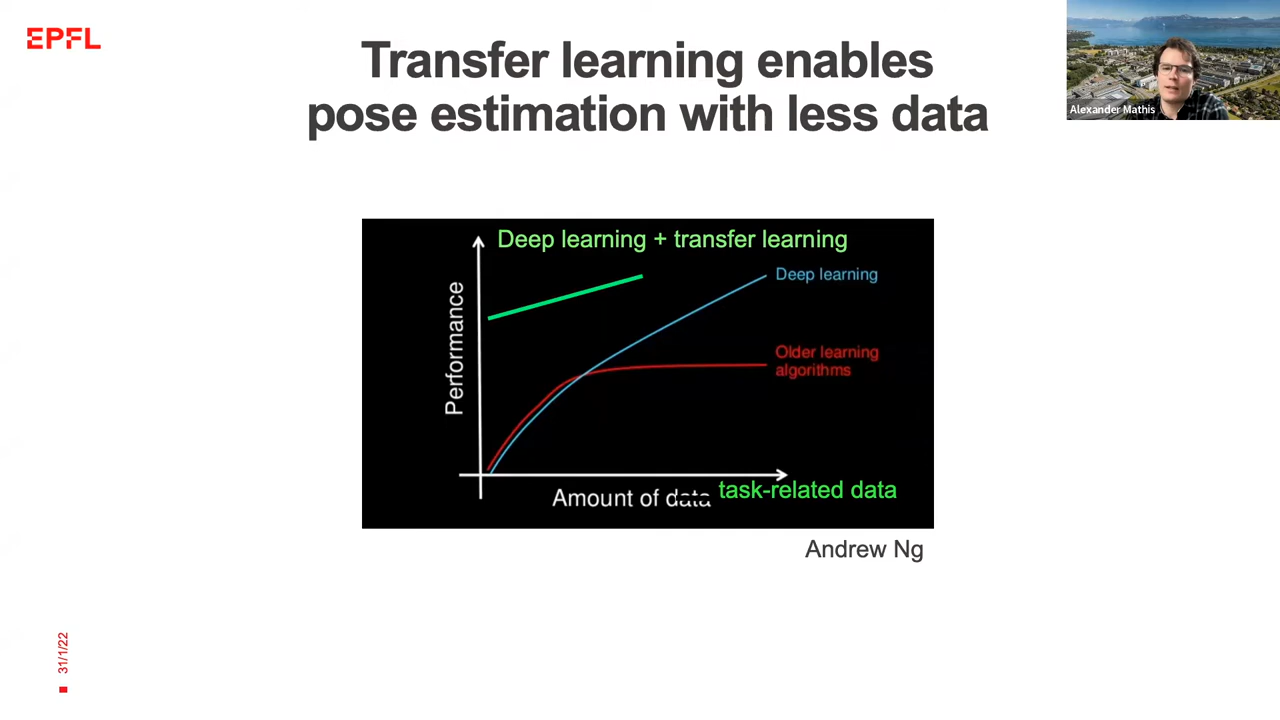 EPFL
Transfer learning enables
pose estimation with less data
Alexander Mathis
Deep learning + transfer learning
Deep learning
Older learning
algorithms
Performance
Amount of data
task-related data
Andrew Ng
31/1/22